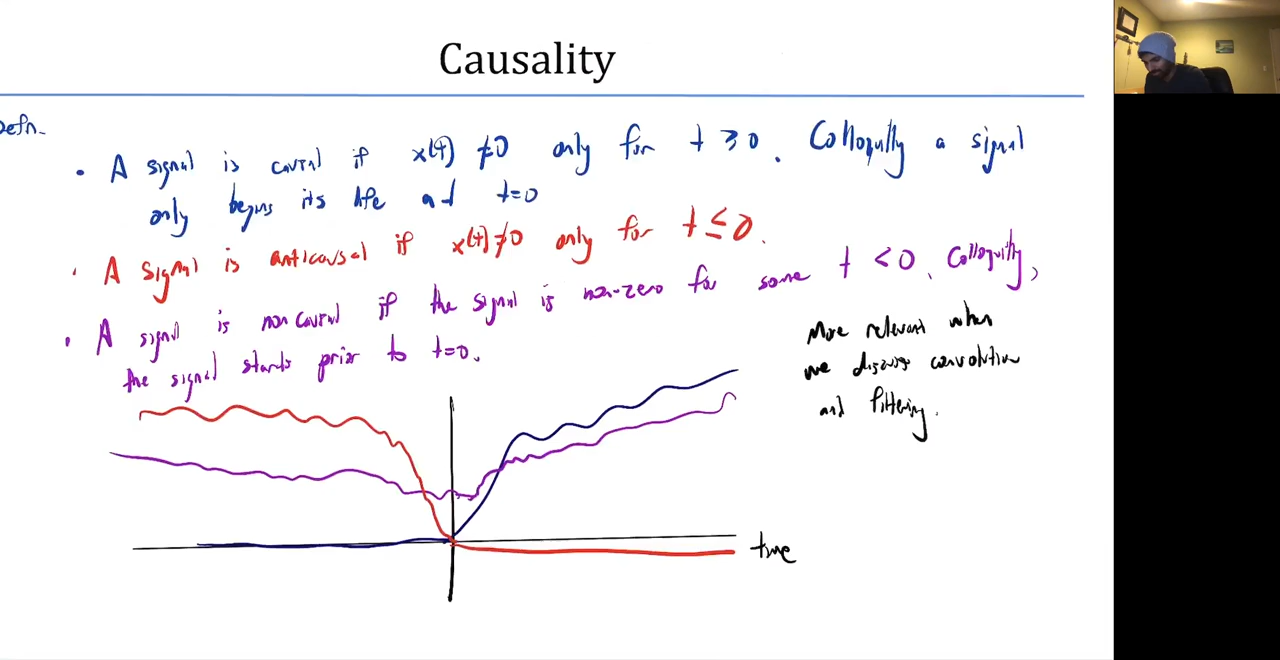 Causality
Defn.
• A signal is causal if x(t) ≠0 only for t ≥ 0. Colloqually a signal
only begins its life at t=0
• A signal is anticausal if x(t) ≠0 only for t ≤ 0.
• A signal is noncausal if the signal is non-zero for some t < 0. Colloquially,
the signal starts prior to t=0.
More relevant when
we discuss convolution
and filtering.
time